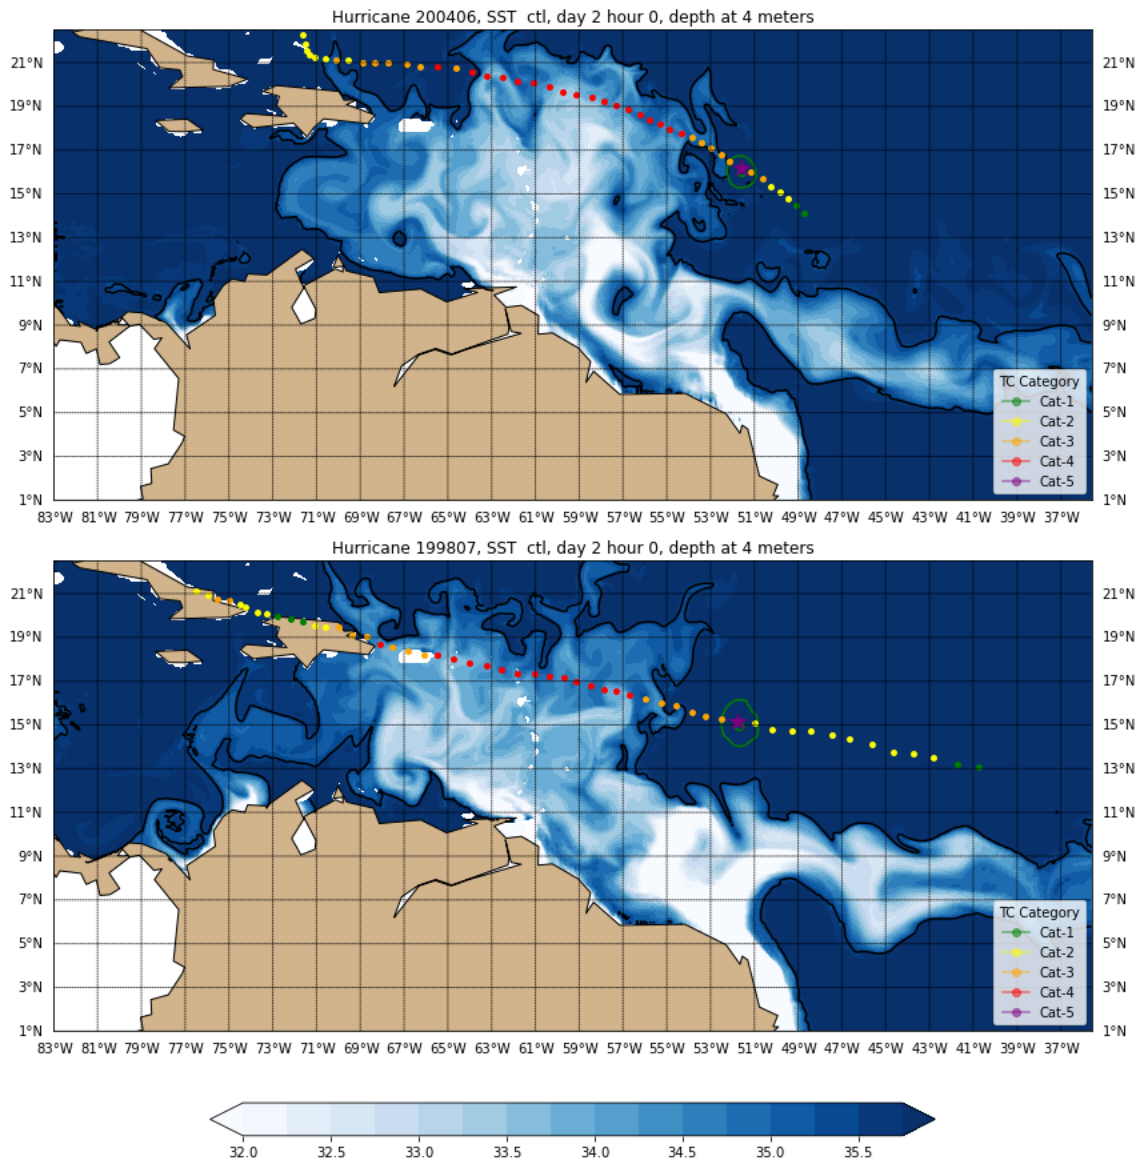 Hurricane 200406, SST  ctl, day 2 hour 0, depth at 4 meters
21°N 21°N
19°N 19°N
17°N 17°N
15°N 15°N
13°N 13°N
11°N 11°N
9°N 9°N
7°N 7°N
5°N 5°N
3°N 3°N
1°N 1°N
TC Category
Cat-1
Cat-2
Cat-3
Cat-4
Cat-5
83°W 81°W 79°W 77°W 75°W 73°W 71°W 69°W 67°W 65°W 63°W 61°W 59°W 57°W 55°W 53°W 51°W 49°W 47°W 45°W 43°W 41°W 39°W 37°W
Hurricane 199807, SST  ctl, day 2 hour 0, depth at 4 meters
21°N 21°N
19°N 19°N
17°N 17°N
15°N 15°N
13°N 13°N
11°N 11°N
9°N 9°N
7°N 7°N
5°N 5°N
3°N 3°N
1°N 1°N
TC Category
Cat-1
Cat-2
Cat-3
Cat-4
Cat-5
83°W 81°W 79°W 77°W 75°W 73°W 71°W 69°W 67°W 65°W 63°W 61°W 59°W 57°W 55°W 53°W 51°W 49°W 47°W 45°W 43°W 41°W 39°W 37°W
32.0 32.5 33.0 33.5 34.0 34.5 35.0 35.5